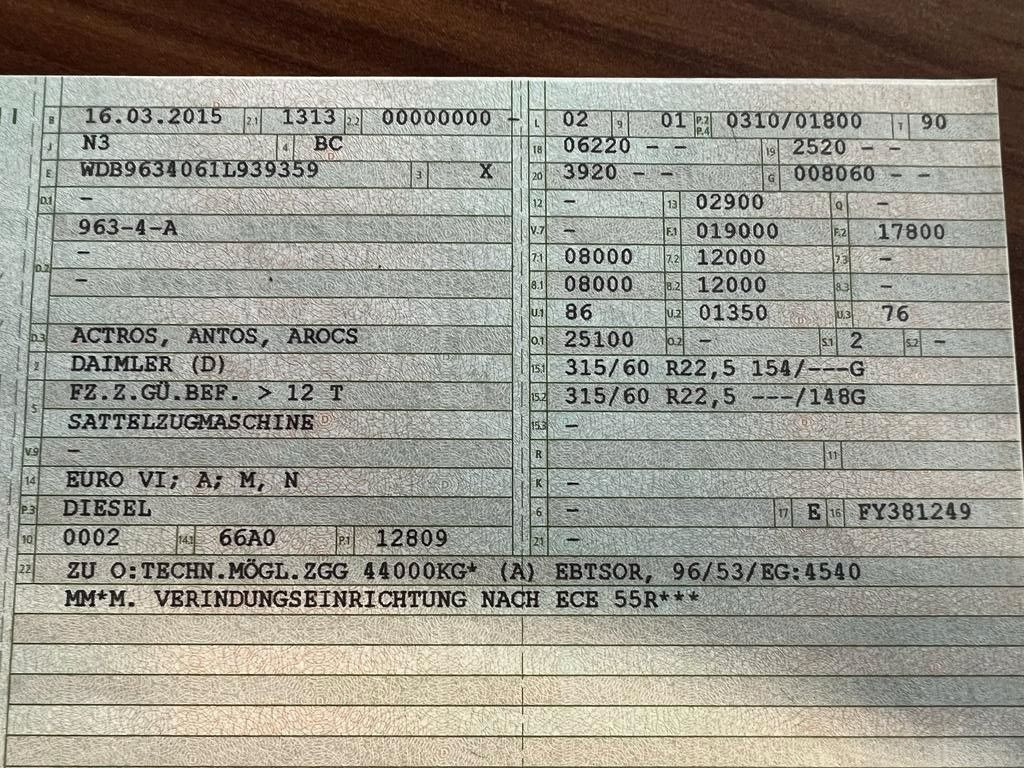 B 16.03.2015 2.1 1313 2.2 00000000 –
J N3 4 BC
E WDB9634061L939359 3 X
D.1 –
963-4-A
D.2 –
–
D.3 ACTROS, ANTOS, AROCS
2 DAIMLER (D)
5 FZ.Z.GÜ.BEF. > 12 T
SATTELZUGMASCHINE
V.9 –
14 EURO VI; A; M, N
P.3 DIESEL
10 0002 14.1 66A0 P.1 12809
L 02 9 01 P.2 P.4 0310/01800 T 90
18 06220 – – 19 2520 – –
20 3920 – – G 008060 – –
12 – 13 02900 Q –
V.7 – F.1 019000 F.2 17800
7.1 08000 7.2 12000 7.3 –
8.1 08000 8.2 12000 8.3 –
U.1 86 U.2 01350 U.3 76
O.1 25100 O.2 – S.1 2 S.2 –
15.1 315/60 R22,5 154/---G
15.2 315/60 R22,5 ---/148G
15.3 –
R 11
K –
6 – 17 E 16 FY381249
21 –
22 ZU O:TECHN.MÖGL.ZGG 44000KG* (A) EBTSOR, 96/53/EG:4540
MM*M. VERINDUNGSEINRICHTUNG NACH ECE 55R***